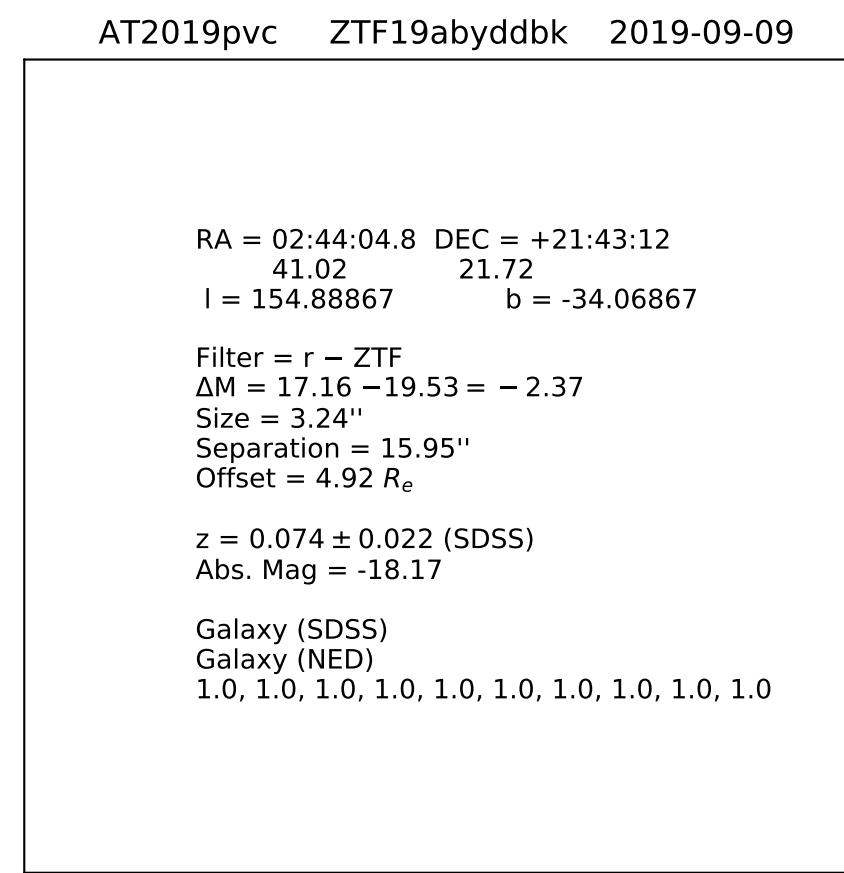 AT2019pvc ZTF19abyddbk 2019-09-09
RA = 02:44:04.8 DEC = +21:43:12
41.02 21.72
l = 154.88867 b = -34.06867
Filter = r − ZTF
ΔM = 17.16 −19.53 = − 2.37
Size = 3.24''
Separation = 15.95''
Offset = 4.92 Rₑ
z = 0.074 ± 0.022 (SDSS)
Abs. Mag = -18.17
Galaxy (SDSS)
Galaxy (NED)
1.0, 1.0, 1.0, 1.0, 1.0, 1.0, 1.0, 1.0, 1.0, 1.0